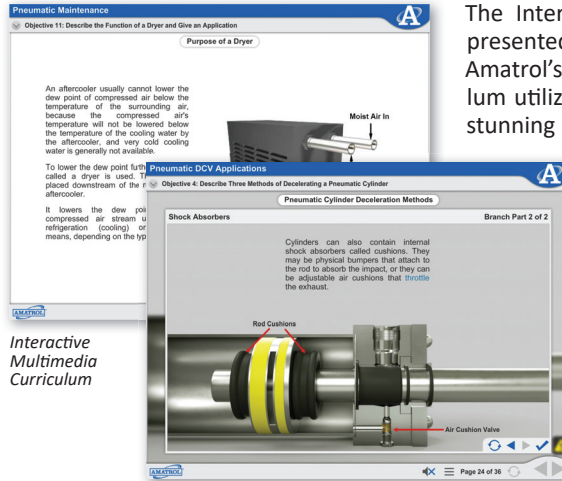 Pneumatic Maintenance
Objective 11: Describe the Function of a Dryer and Give an Application
Purpose of a Dryer
An aftercooler usually cannot lower the
dew point of compressed air below the
temperature of the surrounding air,
because the compressed air's
temperature will not be lowered below
the temperature of the cooling water by
the aftercooler, and very cold cooling
water is generally not available.
To lower the dew point
called a dryer is used.
placed downstream of the
aftercooler.
It lowers the dew
compressed air stream
refrigeration (cooling) or
means, depending on the
Moist Air In
AMATROL
A
The
presented
Amatrol's
utiliz
stunning
Pneumatic DCV Applications
Objective 4: Describe Three Methods of Decelerating a Pneumatic Cylinder
A
Pneumatic Cylinder Deceleration Methods
Shock Absorbers
Branch Part 2 of 2
Cylinders can also contain internal
shock absorbers called cushions. They
may be physical bumpers that attach to
the rod to absorb the impact, or they can
be adjustable air cushions that throttle
the exhaust.
Rod Cushions
Air Cushion Valve
AMATROL
Page 24 of 36
Interactive
Multimedia
Curriculum